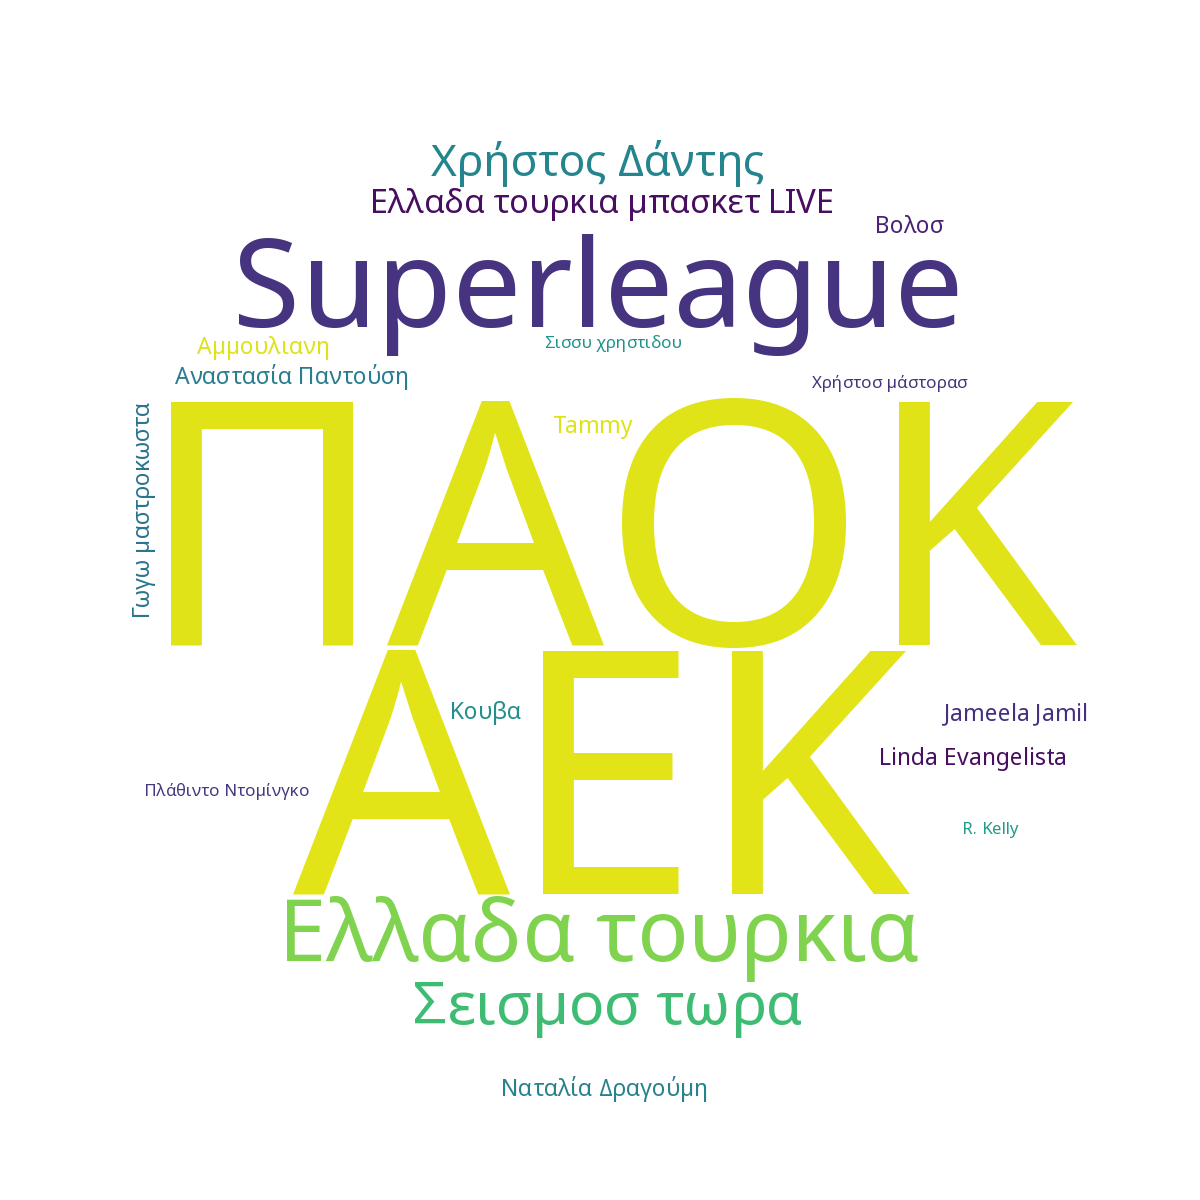 Χρήστος Δάντης
Ελλαδα τουρκια μπασκετ LIVE
Βολοσ
Superleague
Αμμουλιανη
Σισσυ χρηστιδου
Αναστασία Παντούση
Χρήστοσ μάστορασ
Γωγω μαστροκωστα
Tammy
ΠΑΟΚ
ΑΕΚ
Κουβα
Jameela Jamil
Linda Evangelista
Πλάθιντο Ντομίνγκο
R. Kelly
Ελλαδα τουρκια
Σεισμοσ τωρα
Ναταλία Δραγούμη